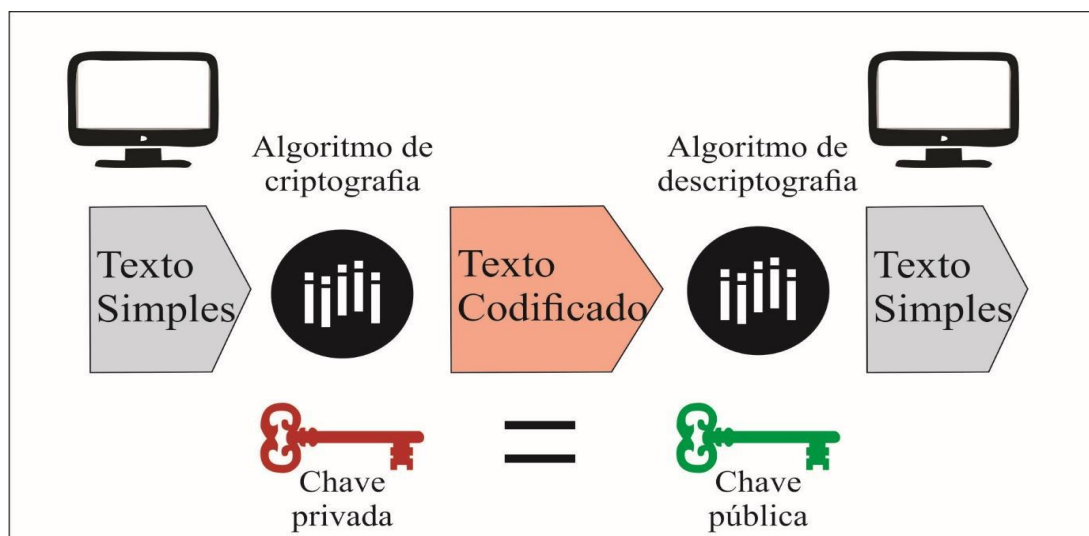 Algoritmo de
criptografia
Algoritmo de
descriptografia
Texto
Simples
Texto
Codificado
Texto
Simples
=
Chave
privada
Chave
pública